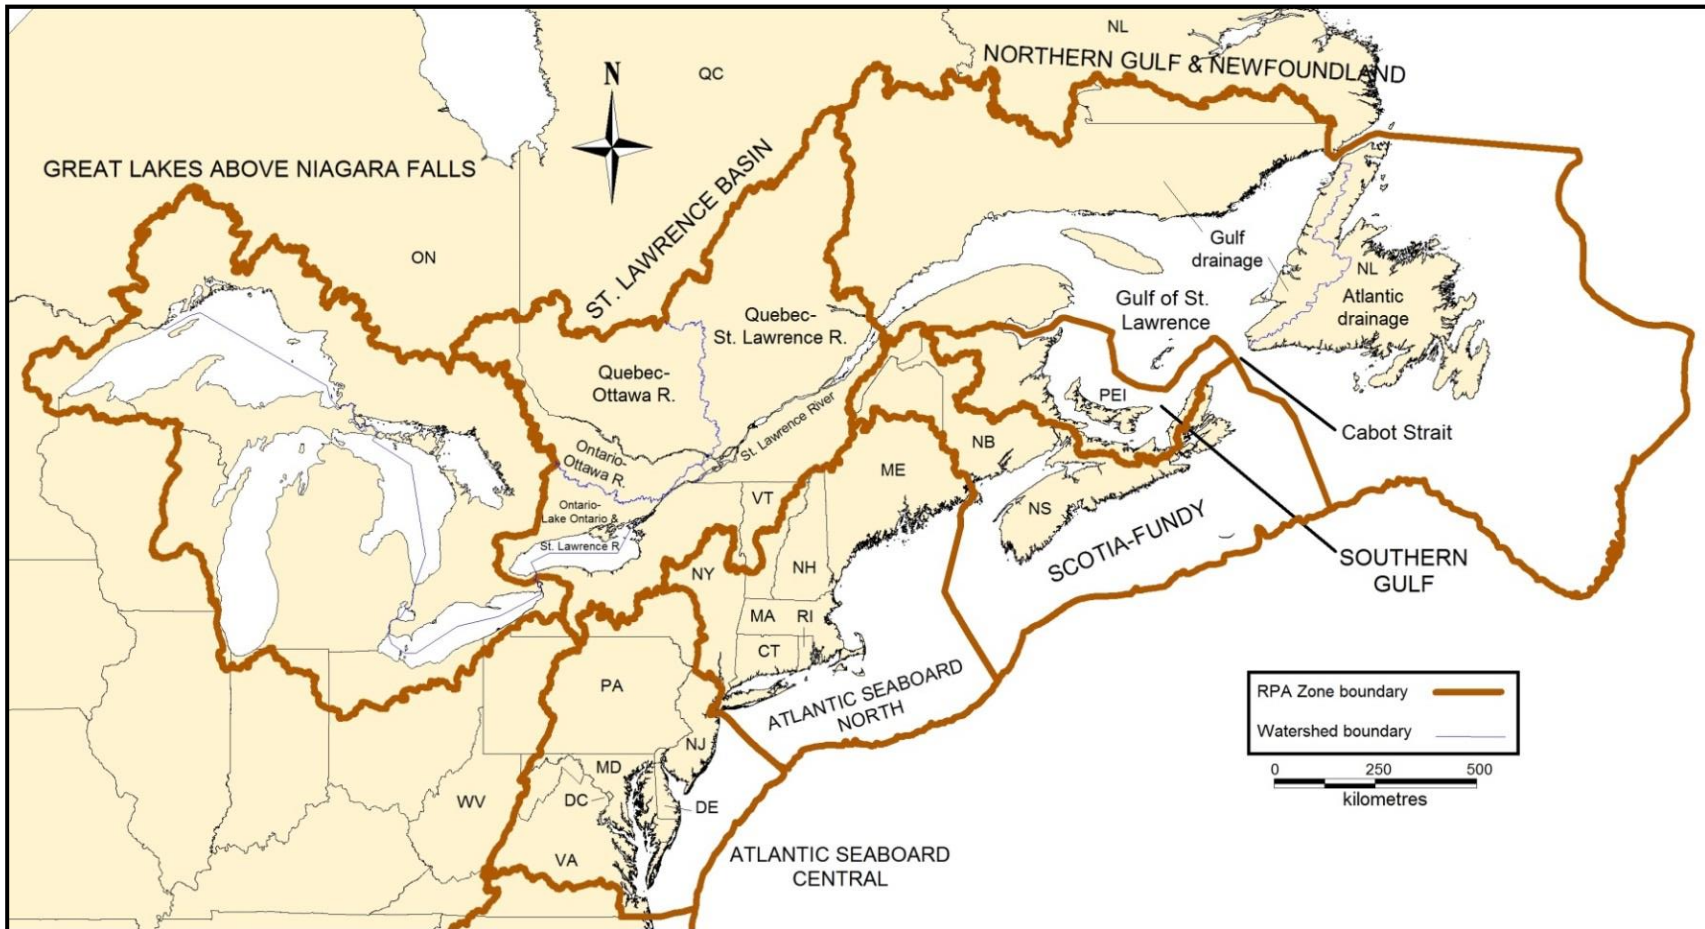 NL
NORTHERN GULF & NEWFOUNDLAND
N
QC
GREAT LAKES ABOVE NIAGARA FALLS
ST. LAWRENCE BASIN
ON
Gulf
drainage
NL
Atlantic
drainage
Gulf of St.
Lawrence
Quebec-
St. Lawrence R.
Quebec-
Ottawa R.
PEI
St. Lawrence River
Cabot Strait
NB
Ontario-
Ottawa R.
ME
VT
Ontario-
Lake Ontario &
St. Lawrence R
NS
SCOTIA-FUNDY
SOUTHERN
GULF
NY
NH
MA
RI
CT
PA
ATLANTIC SEABOARD
NORTH
RPA Zone boundary
Watershed boundary
NJ
MD
DC
DE
WV
0 250 500
kilometres
VA
ATLANTIC SEABOARD
CENTRAL